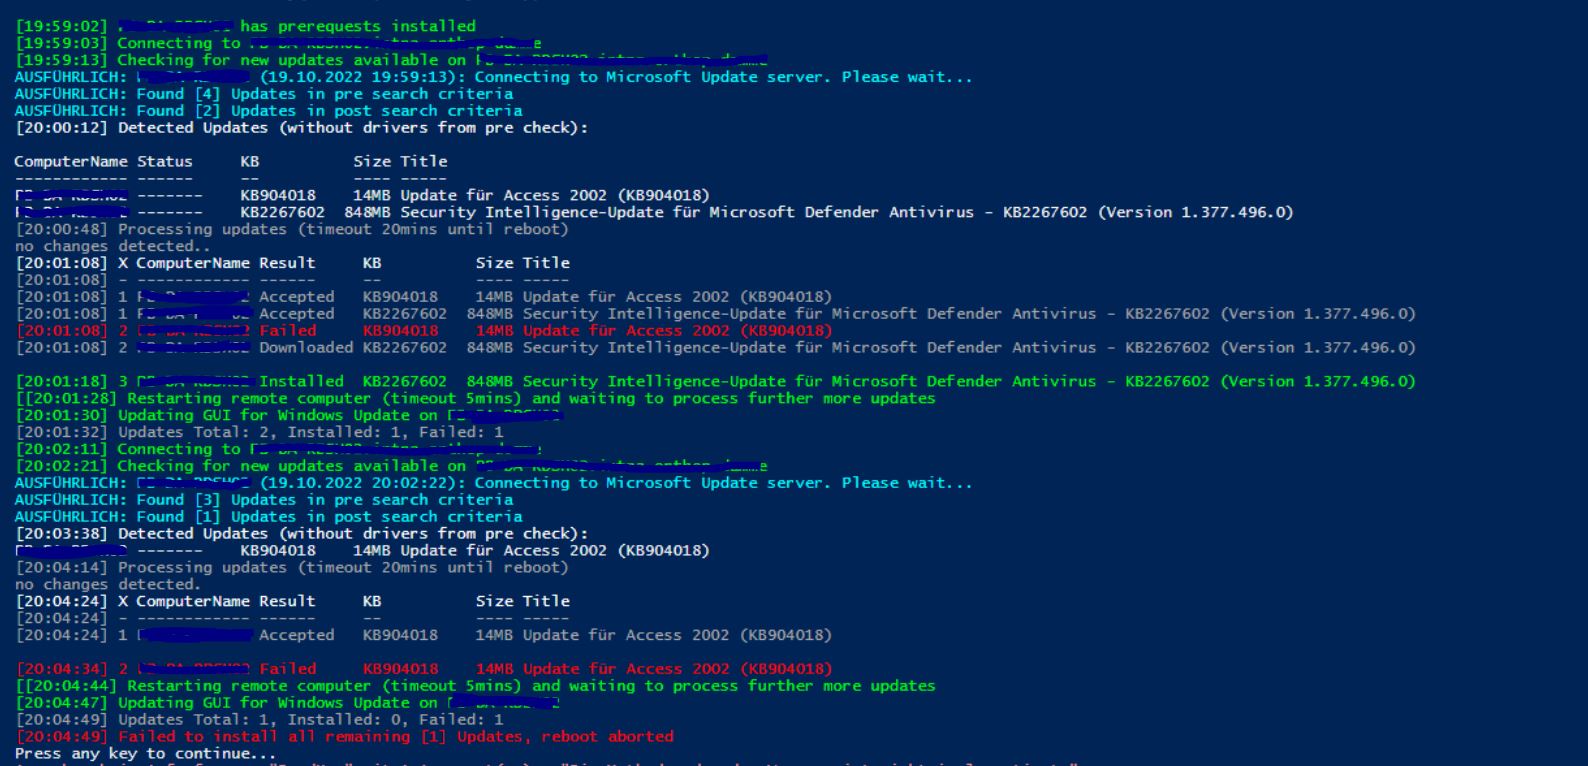 [19:59:02] has prerequests installed
[19:59:03] Connecting to
[19:59:13] Checking for new updates available on
AUSFÜHRLICH: (19.10.2022 19:59:13): Connecting to Microsoft Update server. Please wait...
AUSFÜHRLICH: Found [4] Updates in pre search criteria
AUSFÜHRLICH: Found [2] Updates in post search criteria
[20:00:12] Detected Updates (without drivers from pre check):
ComputerName Status KB Size Title
------------ ------ -- ---- -----
------- KB904018 14MB Update für Access 2002 (KB904018)
------- KB2267602 848MB Security Intelligence-Update für Microsoft Defender Antivirus - KB2267602 (Version 1.377.496.0)
[20:00:48] Processing updates (timeout 20mins until reboot)
no changes detected..
[20:01:08] X ComputerName Result KB Size Title
[20:01:08] - ------------ ------ -- ---- -----
[20:01:08] 1 Accepted KB904018 14MB Update für Access 2002 (KB904018)
[20:01:08] 1 Accepted KB2267602 848MB Security Intelligence-Update für Microsoft Defender Antivirus - KB2267602 (Version 1.377.496.0)
[20:01:08] 2 Failed KB904018 14MB Update für Access 2002 (KB904018)
[20:01:08] 2 Downloaded KB2267602 848MB Security Intelligence-Update für Microsoft Defender Antivirus - KB2267602 (Version 1.377.496.0)
[20:01:18] 3 Installed KB2267602 848MB Security Intelligence-Update für Microsoft Defender Antivirus - KB2267602 (Version 1.377.496.0)
[[20:01:28] Restarting remote computer (timeout 5mins) and waiting to process further more updates
[20:01:30] Updating GUI for Windows Update on
[20:01:32] Updates Total: 2, Installed: 1, Failed: 1
[20:02:11] Connecting to
[20:02:21] Checking for new updates available on
AUSFÜHRLICH: (19.10.2022 20:02:22): Connecting to Microsoft Update server. Please wait...
AUSFÜHRLICH: Found [3] Updates in pre search criteria
AUSFÜHRLICH: Found [1] Updates in post search criteria
[20:03:38] Detected Updates (without drivers from pre check):
------- KB904018 14MB Update für Access 2002 (KB904018)
[20:04:14] Processing updates (timeout 20mins until reboot)
no changes detected.
[20:04:24] X ComputerName Result KB Size Title
[20:04:24] - ------------ ------ -- ---- -----
[20:04:24] 1 Accepted KB904018 14MB Update für Access 2002 (KB904018)
[20:04:34] 2 Failed KB904018 14MB Update für Access 2002 (KB904018)
[[20:04:44] Restarting remote computer (timeout 5mins) and waiting to process further more updates
[20:04:47] Updating GUI for Windows Update on
[20:04:49] Updates Total: 1, Installed: 0, Failed: 1
[20:04:49] Failed to install all remaining [1] Updates, reboot aborted
Press any key to continue...